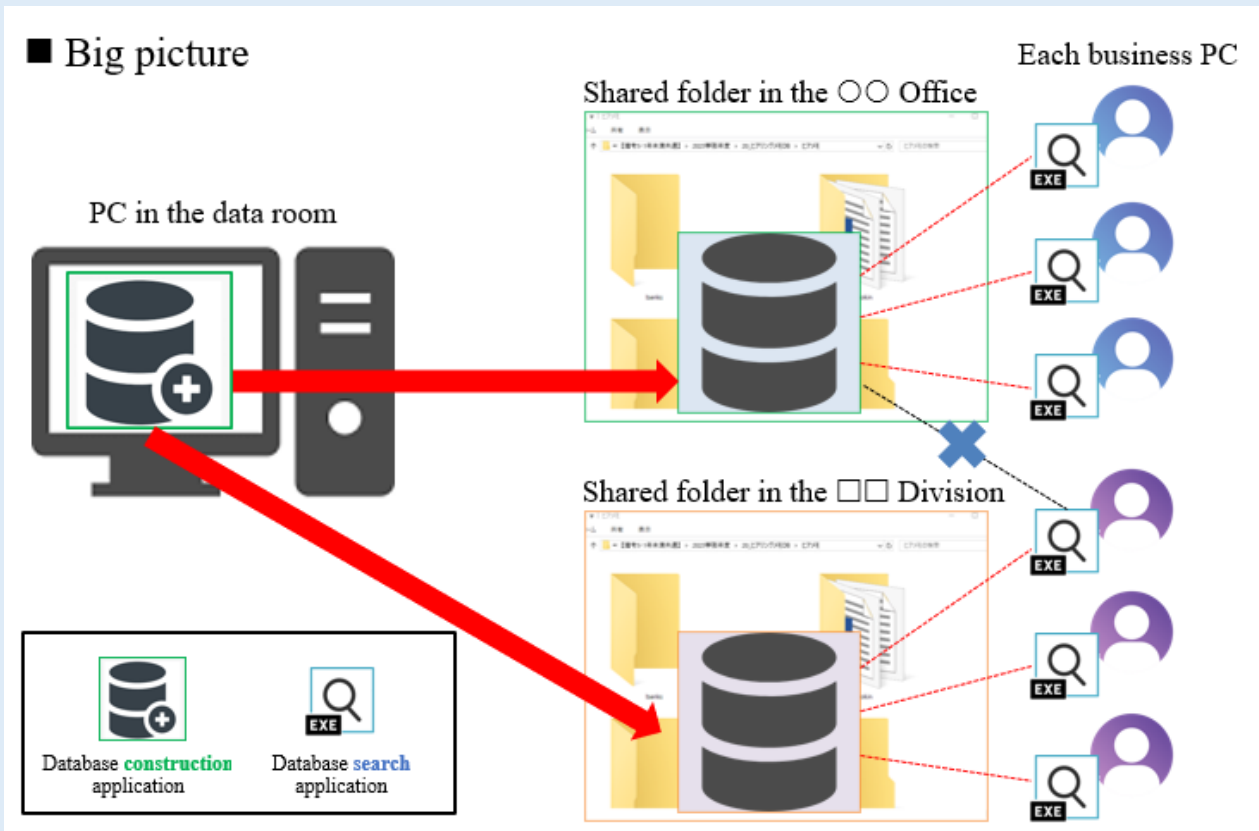 ■ Big picture
Each business PC
Shared folder in the 〇〇 Office
PC in the data room
EXE
EXE
EXE
Shared folder in the □□ Division
EXE
EXE
EXE
EXE
Database construction
application
Database search
application